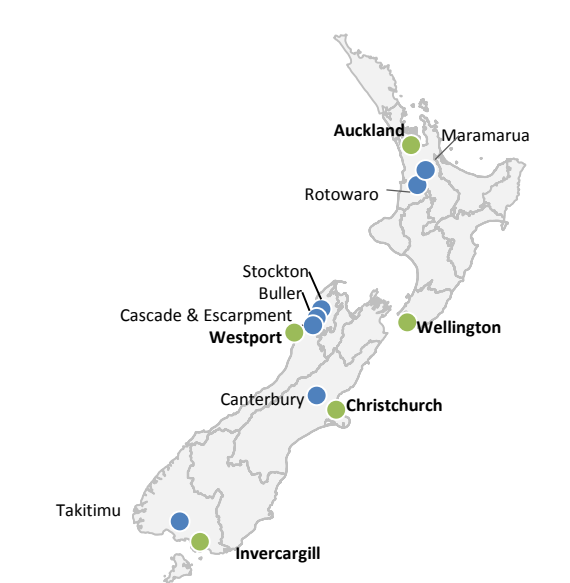 Auckland
Maramarua
Rotowaro
Stockton
Buller
Cascade & Escarpment
Westport
Wellington
Canterbury
Christchurch
Takitimu
Invercargill